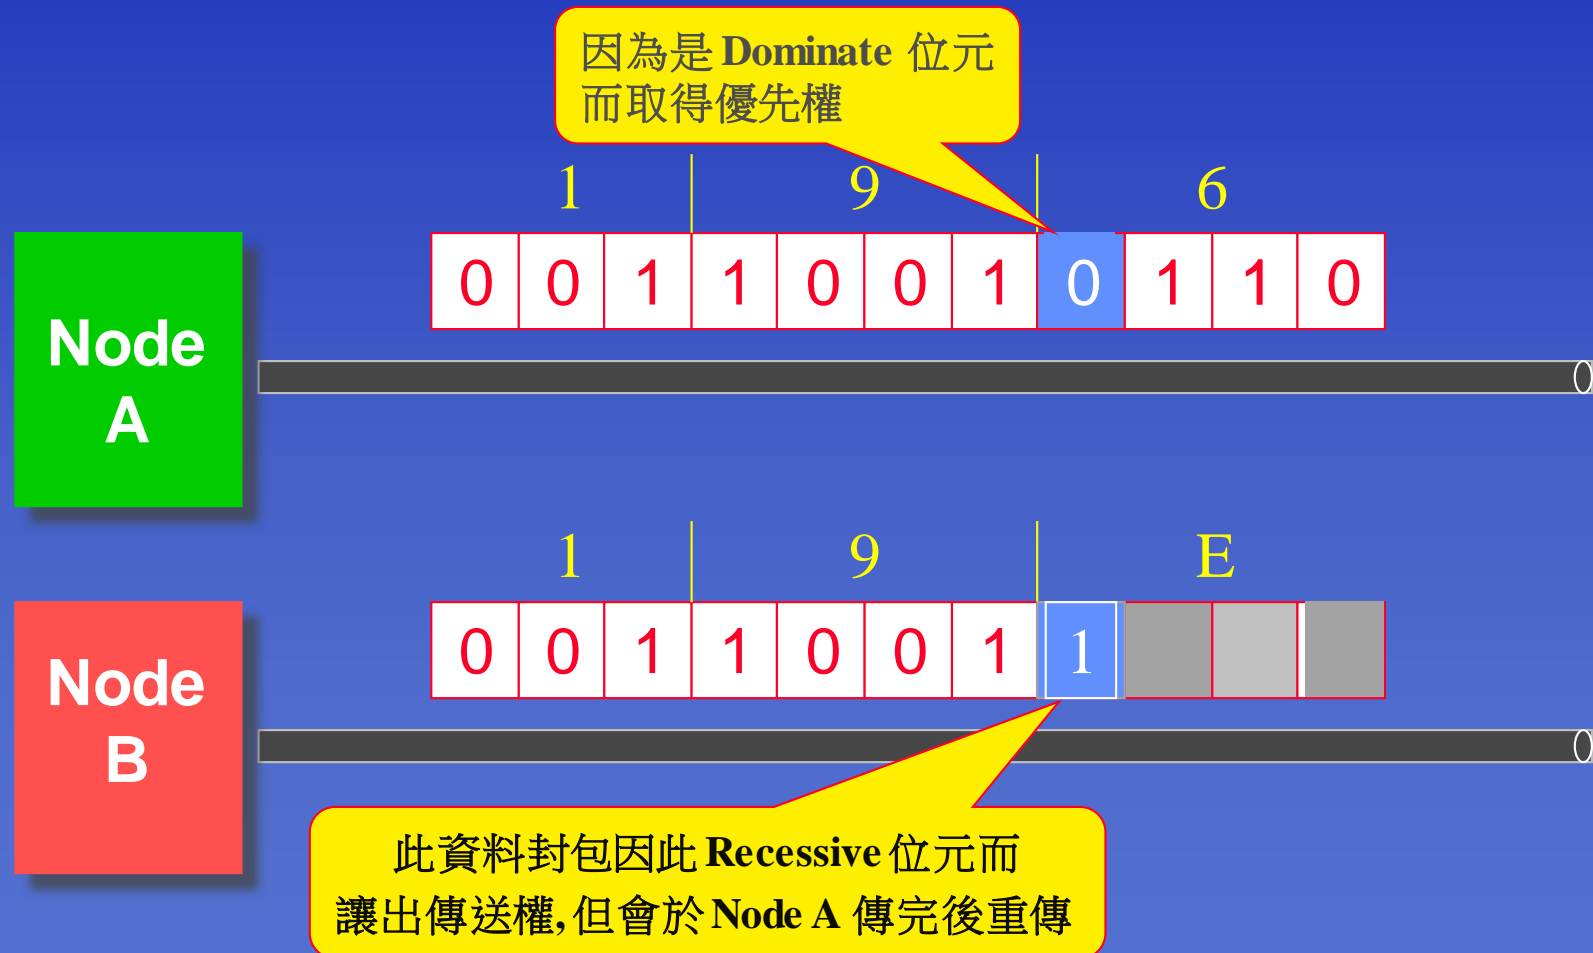 因為是 Dominate 位元
而取得優先權
1 9 6
0 0 1 1 0 0 1 0 1 1 0
Node
A
1 9 E
0 0 1 1 0 0 1 1
Node
B
此資料封包因此 Recessive 位元而
讓出傳送權,但會於 Node A 傳完後重傳